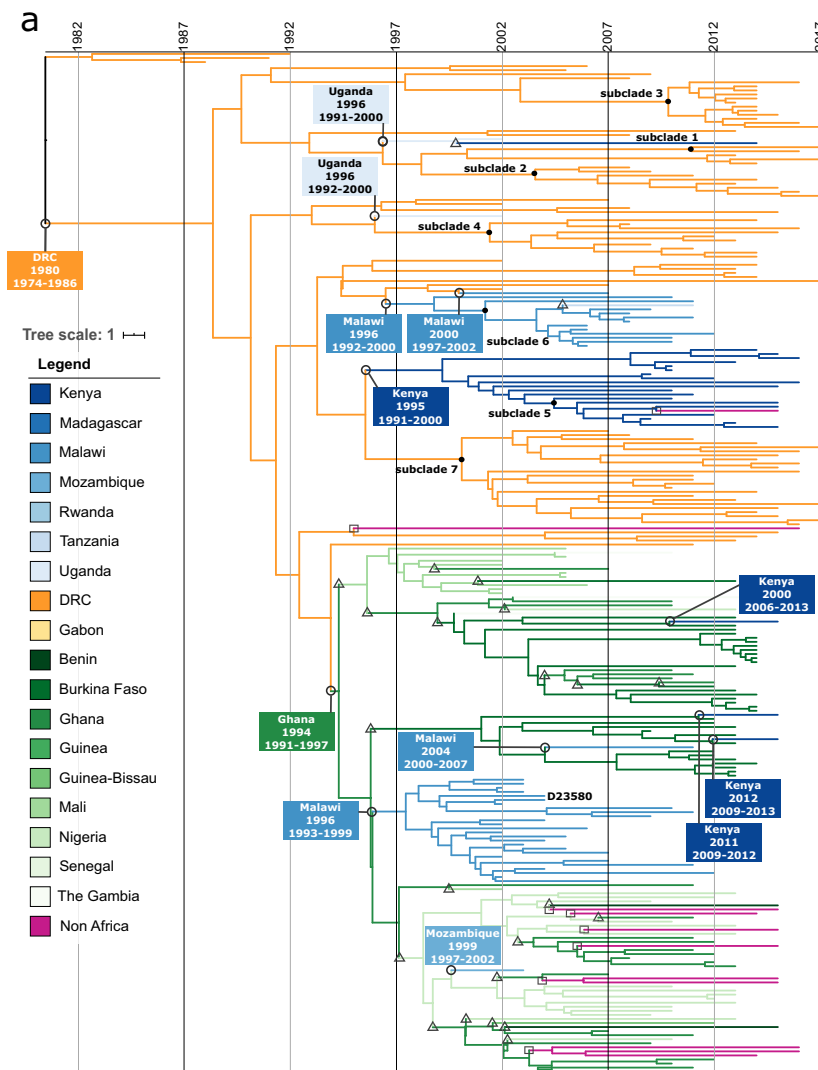 a
1982
1987
1992
1997
2002
2007
2012
2017
subclade 3
Uganda
1996
1991-2000
subclade 1
subclade 2
Uganda
1996
1992-2000
subclade 4
DRC
1980
1974-1986
Tree scale: 1
Malawi
1996
1992-2000
Malawi
2000
1997-2002
subclade 6
Legend
Kenya
Madagascar
Malawi
Mozambique
Rwanda
Tanzania
Uganda
DRC
Gabon
Benin
Burkina Faso
Ghana
Guinea
Guinea-Bissau
Mali
Nigeria
Senegal
The Gambia
Non Africa
Kenya
1995
1991-2000
subclade 5
subclade 7
Kenya
2000
2006-2013
Ghana
1994
1991-1997
Malawi
2004
2000-2007
Malawi
1996
1993-1999
D23580
Kenya
2012
2009-2013
Kenya
2011
2009-2012
Mozambique
1999
1997-2002